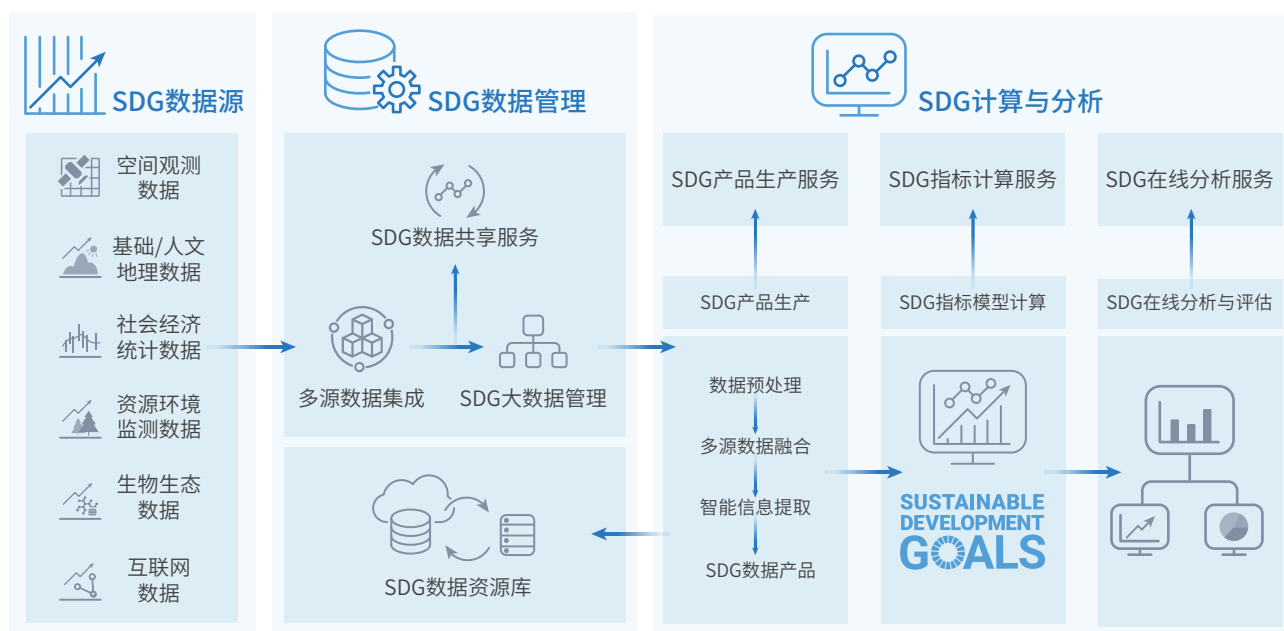 SDG数据源
空间观测
数据
基础/人文
地理数据
社会经济
统计数据
资源环境
监测数据
生物生态
数据
互联网
数据
SDG数据管理
SDG数据共享服务
多源数据集成
SDG大数据管理
SDG数据资源库
SDG计算与分析
SDG产品生产服务
SDG指标计算服务
SDG在线分析服务
SDG产品生产
SDG指标模型计算
SDG在线分析与评估
数据预处理
多源数据融合
智能信息提取
SDG数据产品
SUSTAINABLE
DEVELOPMENT
GOALS